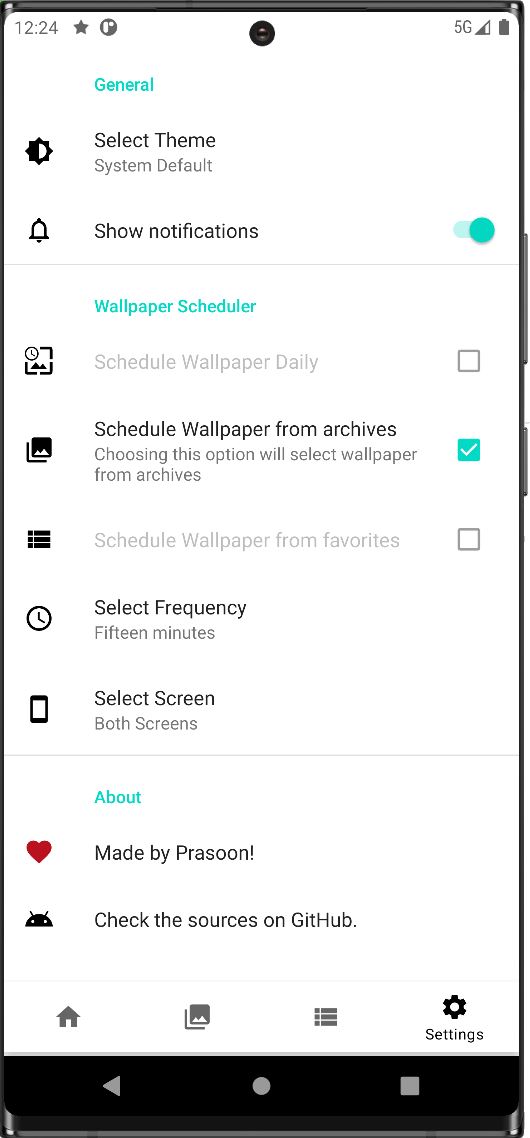 12:24
5G
General
Select Theme
System Default
Show notifications
Wallpaper Scheduler
Schedule Wallpaper Daily
Schedule Wallpaper from archives
Choosing this option will select wallpaper
from archives
Schedule Wallpaper from favorites
Select Frequency
Fifteen minutes
Select Screen
Both Screens
About
Made by Prasoon!
Check the sources on GitHub.
Settings